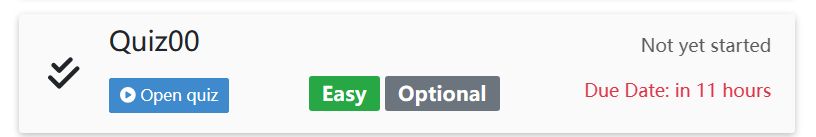 Quiz00
Not yet started
Open quiz
Easy
Optional
Due Date: in 11 hours